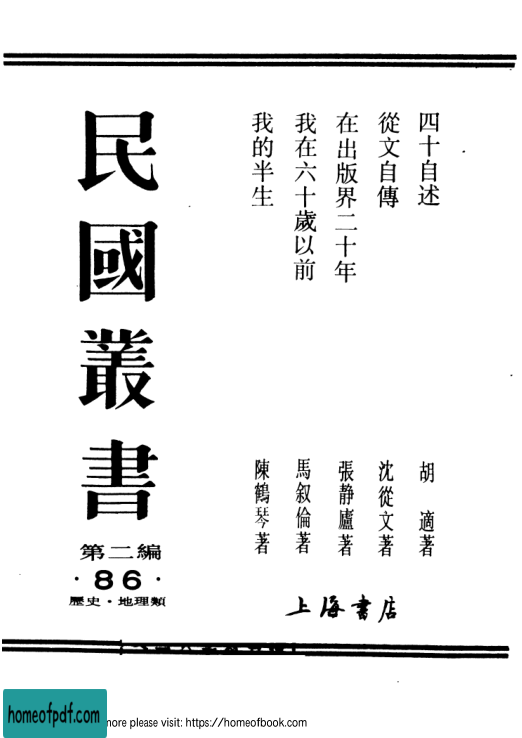 四十自述
胡適著
從文自傳
沈從文著
在出版界二十年
張静廬著
我在六十歲以前
馬叙倫著
我的半生
陳鶴琴著
上海書店
民國叢書
第二編
·86·
歷史·地理類
homeofpdf.com
more please visit: https://homeofbook.com